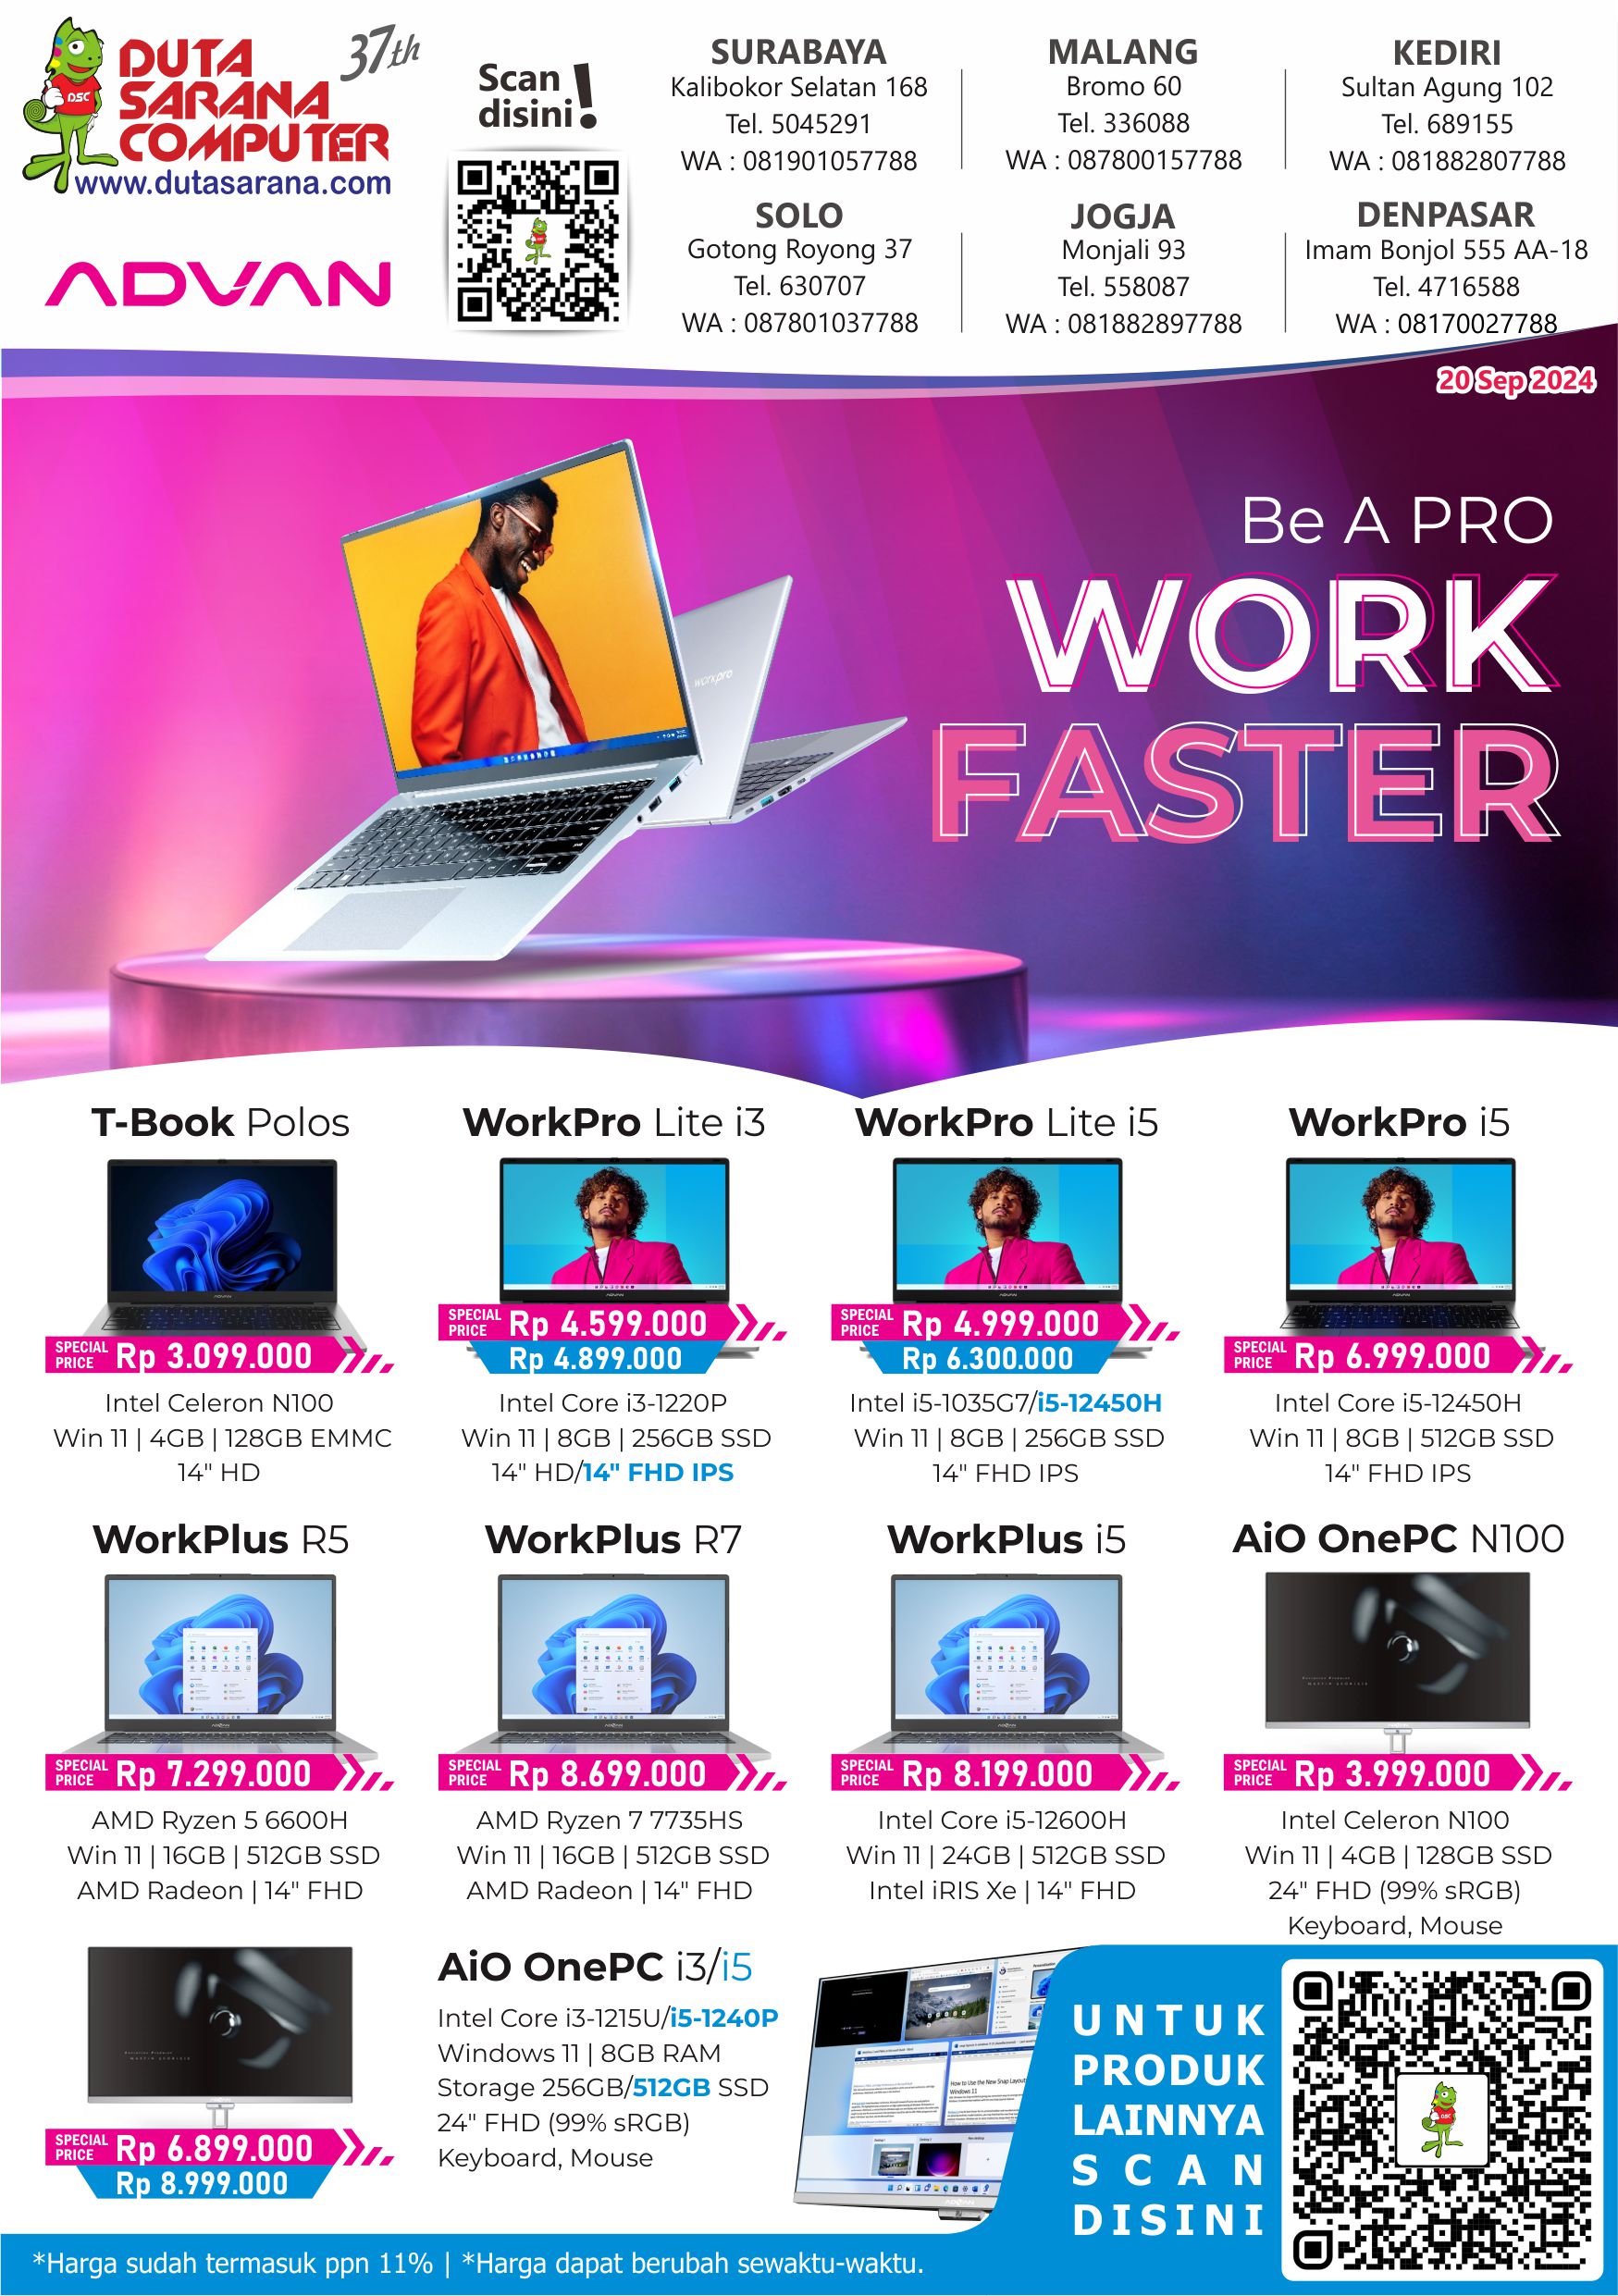 DUTA
SARANA
COMPUTER
37th
DSC
www.dutasarana.com
ADVAN
Scan
disini!
SURABAYA
Kalibokor Selatan 168
Tel. 5045291
WA : 081901057788
MALANG
Bromo 60
Tel. 336088
WA : 087800157788
KEDIRI
Sultan Agung 102
Tel. 689155
WA : 081882807788
SOLO
Gotong Royong 37
Tel. 630707
WA : 087801037788
JOGJA
Monjali 93
Tel. 558087
WA : 081882897788
DENPASAR
Imam Bonjol 555 AA-18
Tel. 4716588
WA : 08170027788
20 Sep 2024
Be A PRO
WORK
FASTER
workpro
T-Book Polos
SPECIAL
PRICE
Rp 3.099.000
Intel Celeron N100
Win 11 | 4GB | 128GB EMMC
14" HD
WorkPro Lite i3
SPECIAL
PRICE
Rp 4.599.000
Rp 4.899.000
Intel Core i3-1220P
Win 11 | 8GB | 256GB SSD
14" HD/14" FHD IPS
WorkPro Lite i5
SPECIAL
PRICE
Rp 4.999.000
Rp 6.300.000
Intel i5-1035G7/i5-12450H
Win 11 | 8GB | 256GB SSD
14" FHD IPS
WorkPro i5
SPECIAL
PRICE
Rp 6.999.000
Intel Core i5-12450H
Win 11 | 8GB | 512GB SSD
14" FHD IPS
WorkPlus R5
SPECIAL
PRICE
Rp 7.299.000
AMD Ryzen 5 6600H
Win 11 | 16GB | 512GB SSD
AMD Radeon | 14" FHD
WorkPlus R7
SPECIAL
PRICE
Rp 8.699.000
AMD Ryzen 7 7735HS
Win 11 | 16GB | 512GB SSD
AMD Radeon | 14" FHD
WorkPlus i5
SPECIAL
PRICE
Rp 8.199.000
Intel Core i5-12600H
Win 11 | 24GB | 512GB SSD
Intel iRIS Xe | 14" FHD
AiO OnePC N100
SPECIAL
PRICE
Rp 3.999.000
Intel Celeron N100
Win 11 | 4GB | 128GB SSD
24" FHD (99% sRGB)
Keyboard, Mouse
SPECIAL
PRICE
Rp 6.899.000
Rp 8.999.000
AiO OnePC i3/i5
Intel Core i3-1215U/i5-1240P
Windows 11 | 8GB RAM
Storage 256GB/512GB SSD
24" FHD (99% sRGB)
Keyboard, Mouse
How to Use the New Snap Layout
Windows 11
UNTUK
PRODUK
LAINNYA
SCAN
DISINI
*Harga sudah termasuk ppn 11% | *Harga dapat berubah sewaktu-waktu.